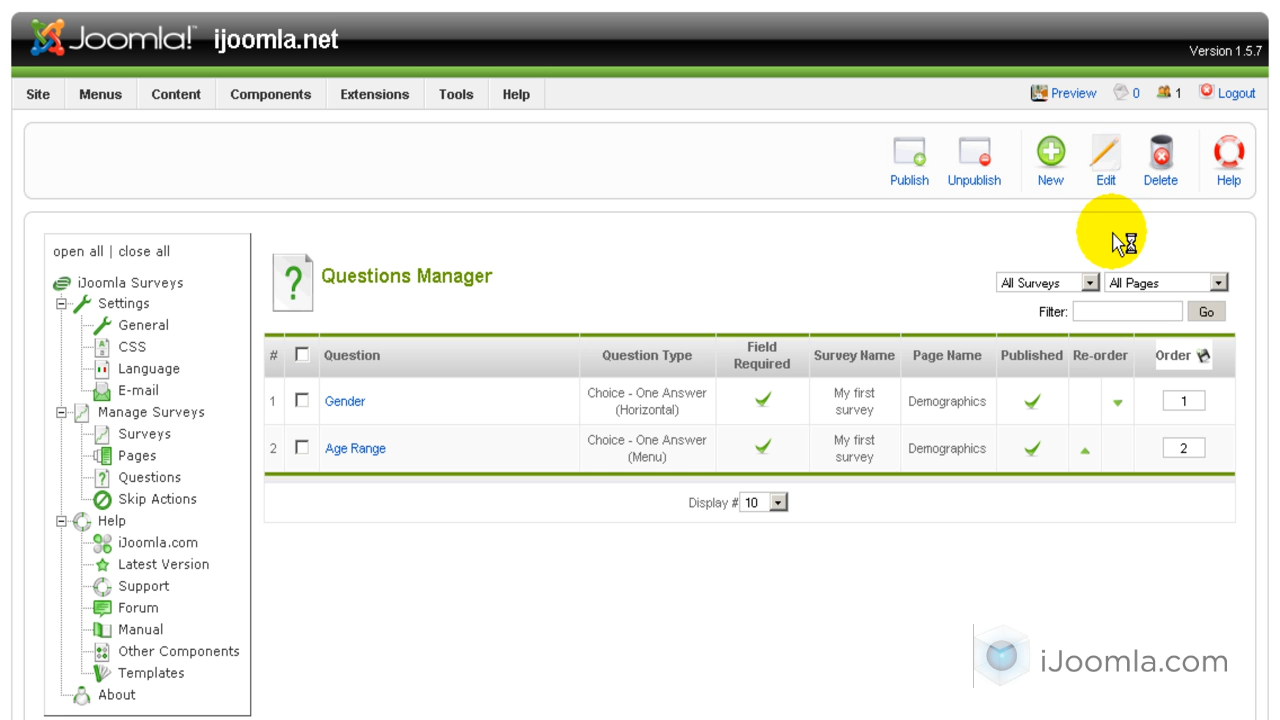 Joomla! ijoomla.net
Version 1.5.7
Site Menus Content Components Extensions Tools Help
Preview 0 1 Logout
Publish Unpublish New Edit Delete Help
open all | close all
iJoomla Surveys
Settings
General
CSS
Language
E-mail
Manage Surveys
Surveys
Pages
Questions
Skip Actions
Help
iJoomla.com
Latest Version
Support
Forum
Manual
Other Components
Templates
About
Questions Manager
All Surveys All Pages
Filter: Go
# Question Question Type Field Required Survey Name Page Name Published Re-order Order
1 Gender Choice - One Answer (Horizontal) My first survey Demographics 1
2 Age Range Choice - One Answer (Menu) My first survey Demographics 2
Display # 10
iJoomla.com